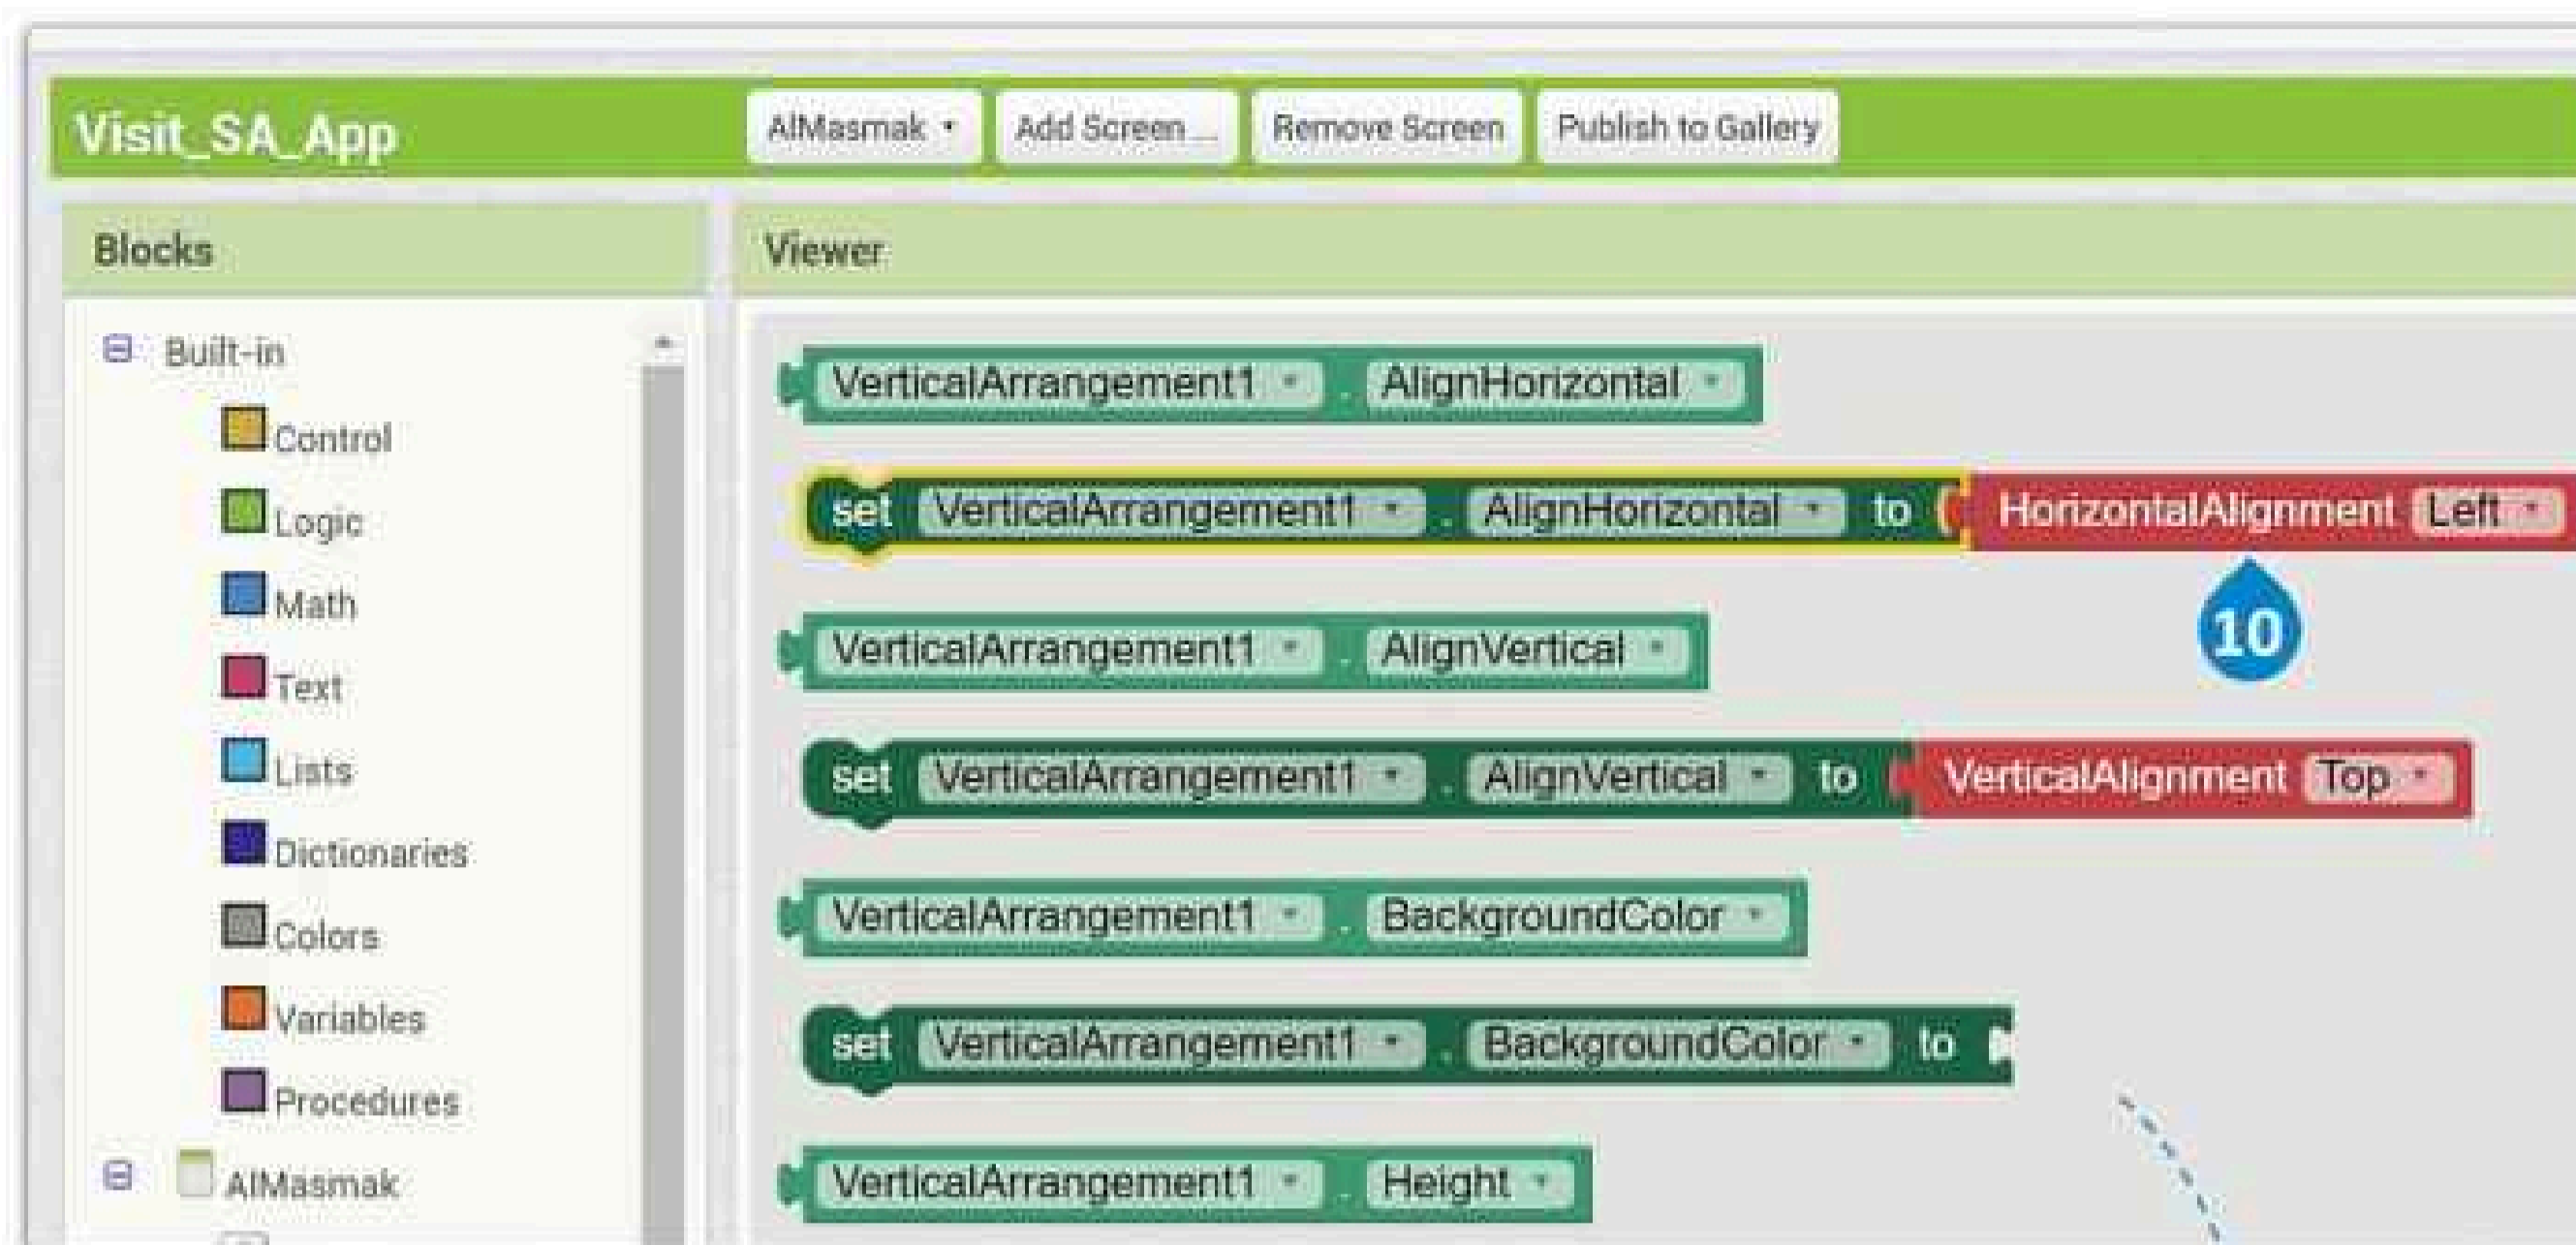 Visit_SA_App AlMasmak Add Screen ... Remove Screen Publish to Gallery
Blocks
Viewer
Built-in
Control
Logic
Math
Text
Lists
Dictionaries
Colors
Variables
Procedures
AlMasmak
VerticalArrangement1 . AlignHorizontal
set VerticalArrangement1 . AlignHorizontal to HorizontalAlignment Left
10
VerticalArrangement1 . AlignVertical
set VerticalArrangement1 . AlignVertical to VerticalAlignment Top
VerticalArrangement1 . BackgroundColor
set VerticalArrangement1 . BackgroundColor to
VerticalArrangement1 . Height